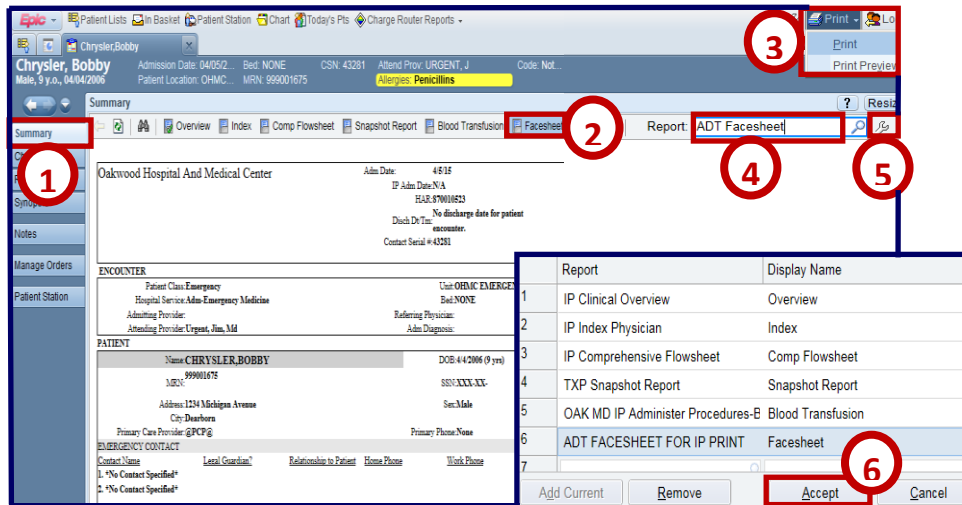 Epic Patient Lists In Basket Patient Station Chart Today's Pts Charge Router Reports Print
Chrysler,Bobby
Chrysler, Bobby Admission Date: 04/05/2... Bed: NONE CSN: 43281 Attend Prov: URGENT, J Code: Not...
Male, 9 y.o., 04/04/2006 Patient Location: OHMC... MRN: 999001675 Allergies: Penicillins
3
Print
Print Preview
Summary ? Resiz
Summary
Overview Index Comp Flowsheet Snapshot Report Blood Transfusion Facesheet Report: ADT Facesheet
1
2
4
5
Synop
Notes
Manage Orders
Patient Station
Oakwood Hospital And Medical Center
Adm Date: 4/5/15
IP Adm Date:N/A
HAR:870010523
Disch Dt/Tm: No discharge date for patient
encounter.
Contact Serial #:43281
ENCOUNTER
Patient Class:Emergency Unit:OHMC EMERGEN
Hospital Service:Adm-Emergency Medicine Bed:NONE
Admitting Provider: Referring Physician:
Attending Provider:Urgent, Jim, Md Adm Diagnosis:
PATIENT
Name:CHRYSLER,BOBBY DOB:4/4/2006 (9 yrs)
MRN:999001675 SSN:XXX-XX-
Address:1234 Michigan Avenue Sex:Male
City:Dearborn
Primary Care Provider:@PCP@ Primary Phone:None
EMERGENCY CONTACT
Contact Name Legal Guardian? Relationship to Patient Home Phone Work Phone
1. *No Contact Specified*
2. *No Contact Specified*
Report Display Name
1 IP Clinical Overview Overview
2 IP Index Physician Index
3 IP Comprehensive Flowsheet Comp Flowsheet
4 TXP Snapshot Report Snapshot Report
5 OAK MD IP Administer Procedures-B Blood Transfusion
6 ADT FACESHEET FOR IP PRINT Facesheet
7
6
Add Current Remove Accept Cancel